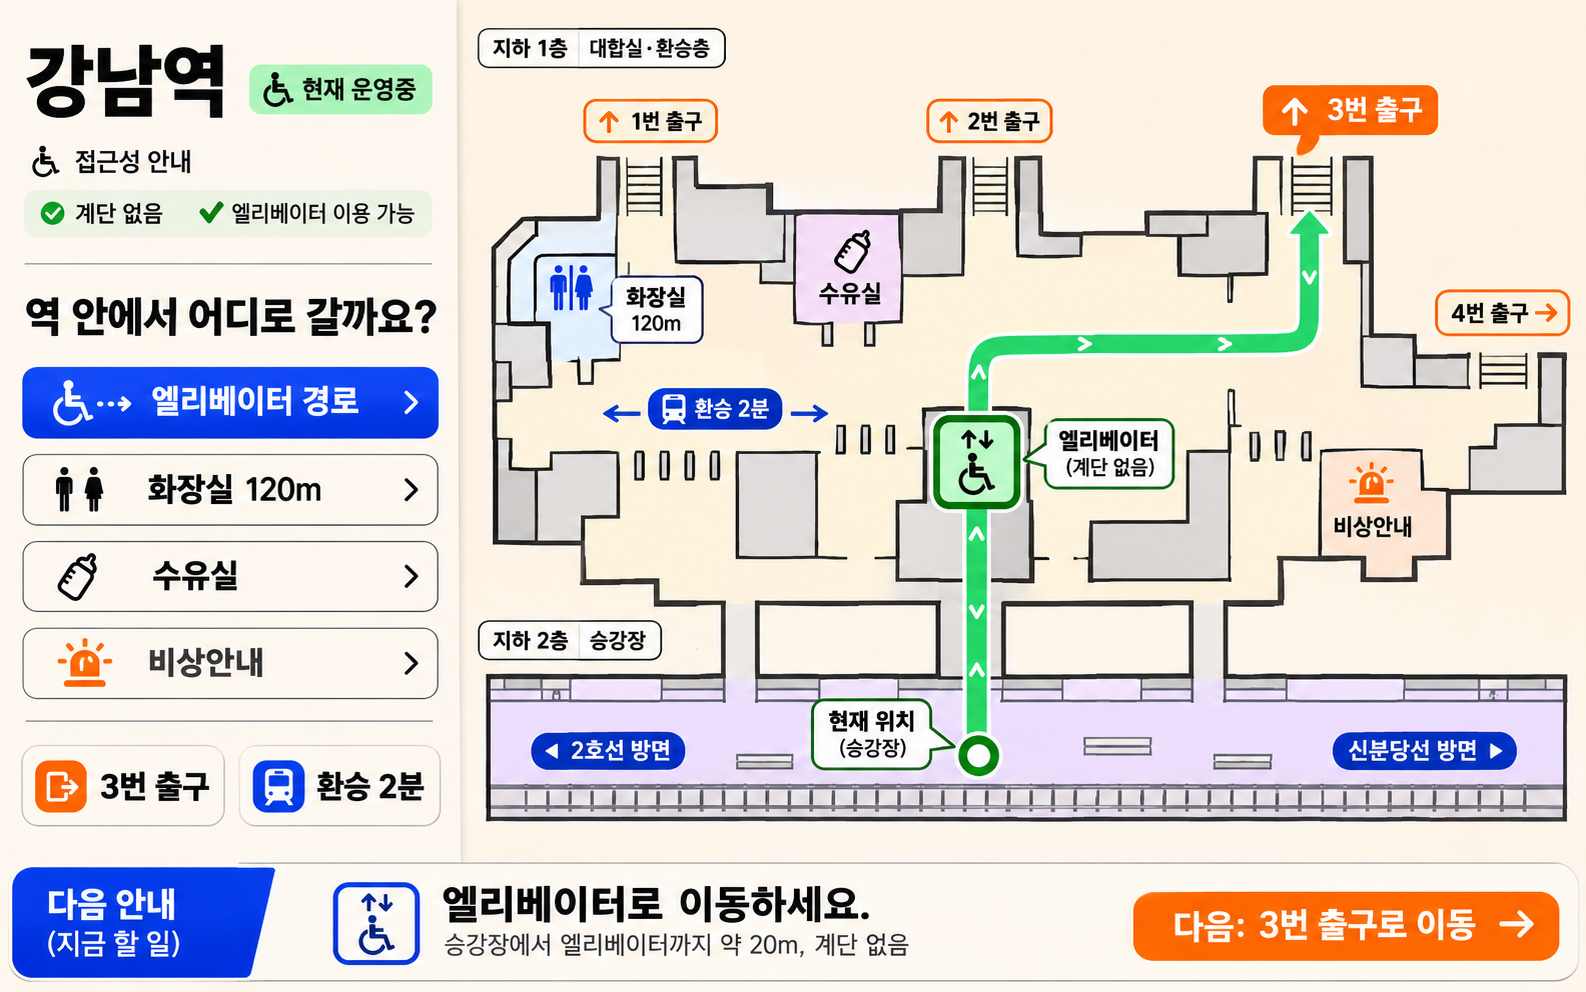 강남역
현재 운영중
접근성 안내
계단 없음
엘리베이터 이용 가능
역 안에서 어디로 갈까요?
엘리베이터 경로
화장실 120m
수유실
비상안내
3번 출구
환승 2분
지하 1층
대합실·환승층
1번 출구
2번 출구
3번 출구
4번 출구
화장실
120m
수유실
환승 2분
엘리베이터
(계단 없음)
비상안내
지하 2층
승강장
현재 위치
(승강장)
2호선 방면
신분당선 방면
다음 안내
(지금 할 일)
엘리베이터로 이동하세요.
승강장에서 엘리베이터까지 약 20m, 계단 없음
다음: 3번 출구로 이동